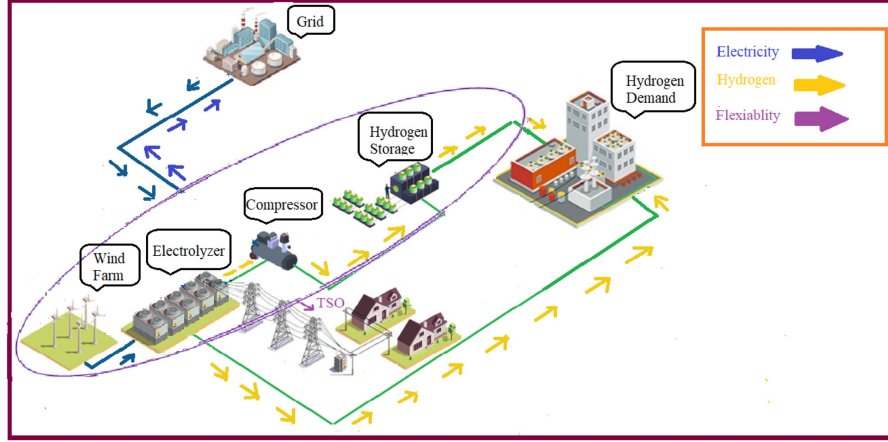 Grid
Electricity
Hydrogen
Flexiablity
Hydrogen
Demand
Hydrogen
Storage
Compressor
Electrolyzer
Wind
Farm
TSO